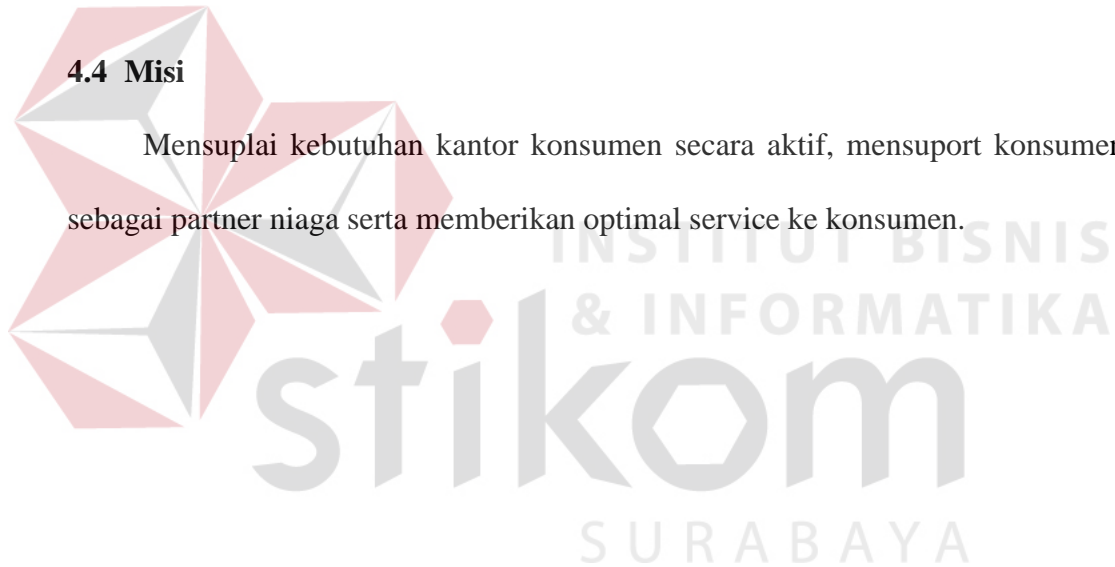 4.4 Misi
Mensuplai kebutuhan kantor konsumen secara aktif, mensuport konsumen
sebagai partner niaga serta memberikan optimal service ke konsumen.
INSTITUT BISNIS
& INFORMATIKA
stikom
SURABAYA